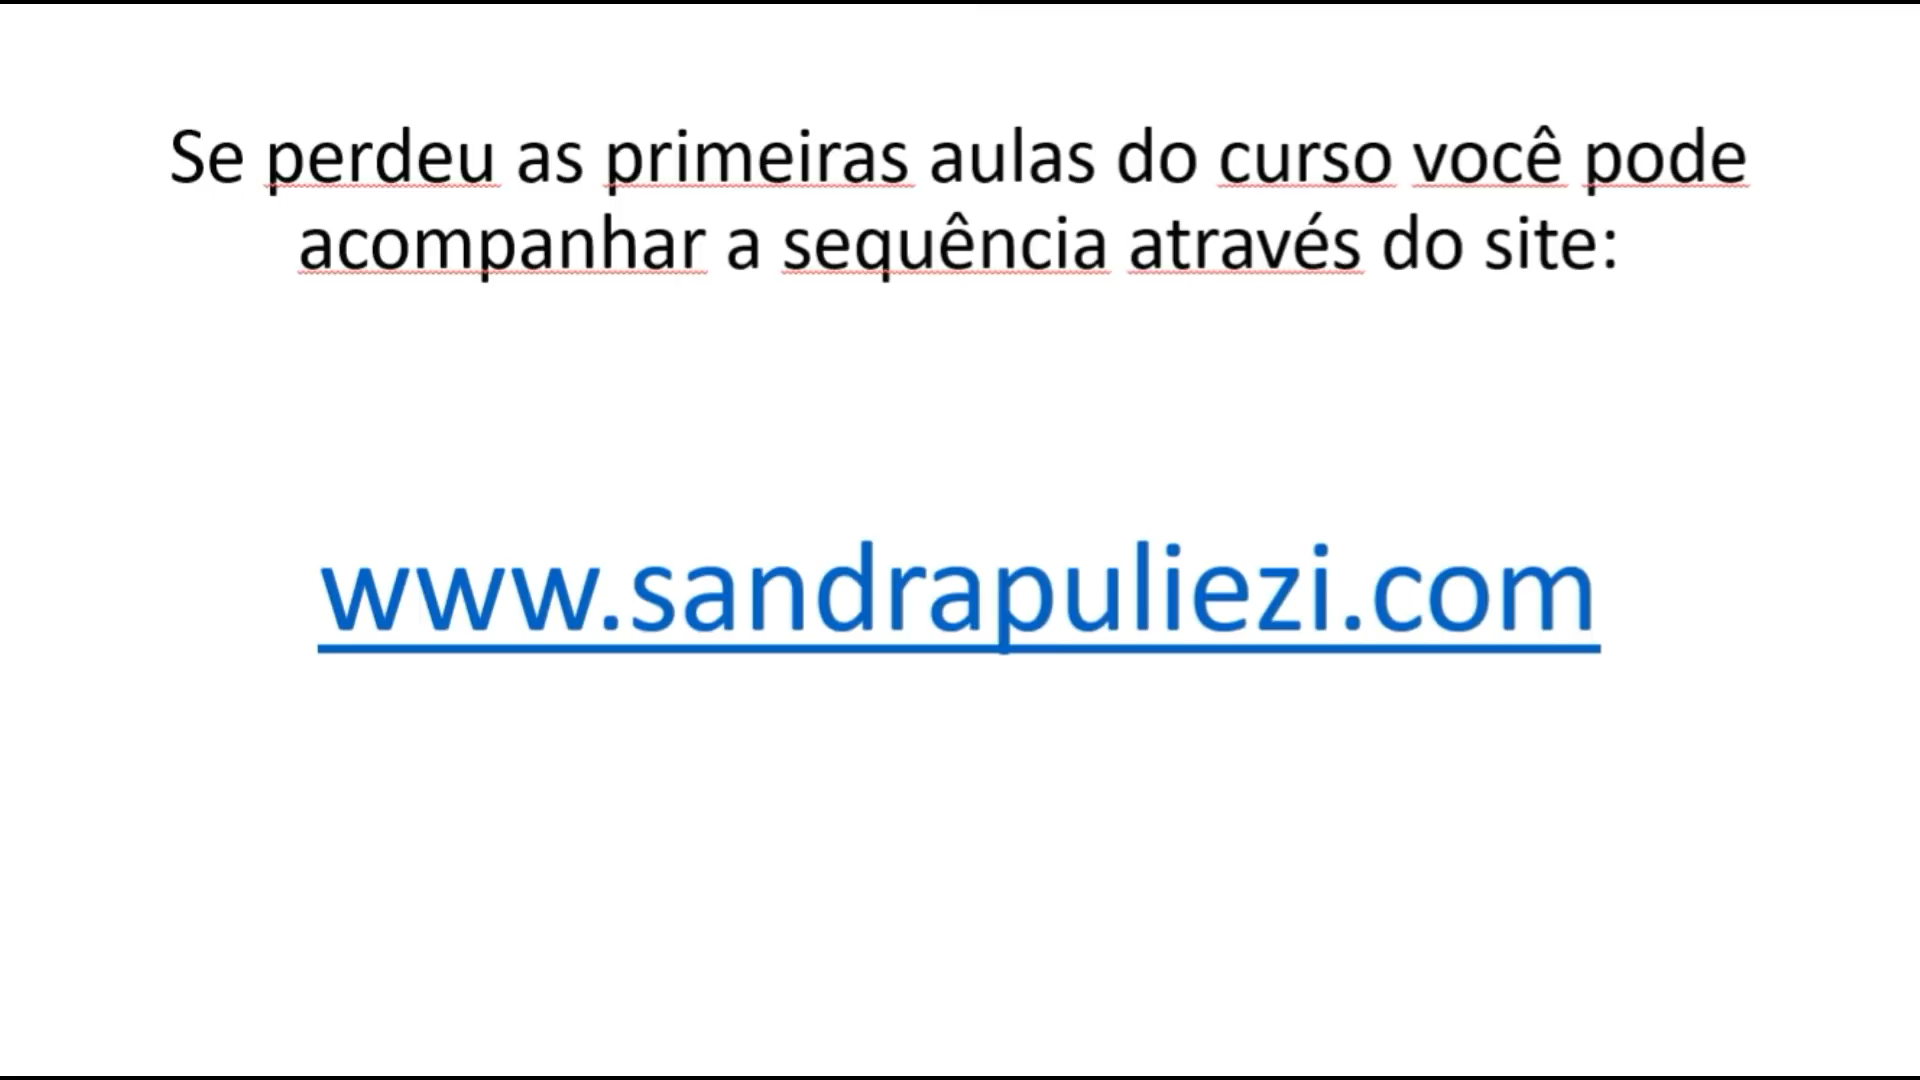 Se perdeu as primeiras aulas do curso você pode
acompanhar a sequência através do site:
www.sandrapuliezi.com